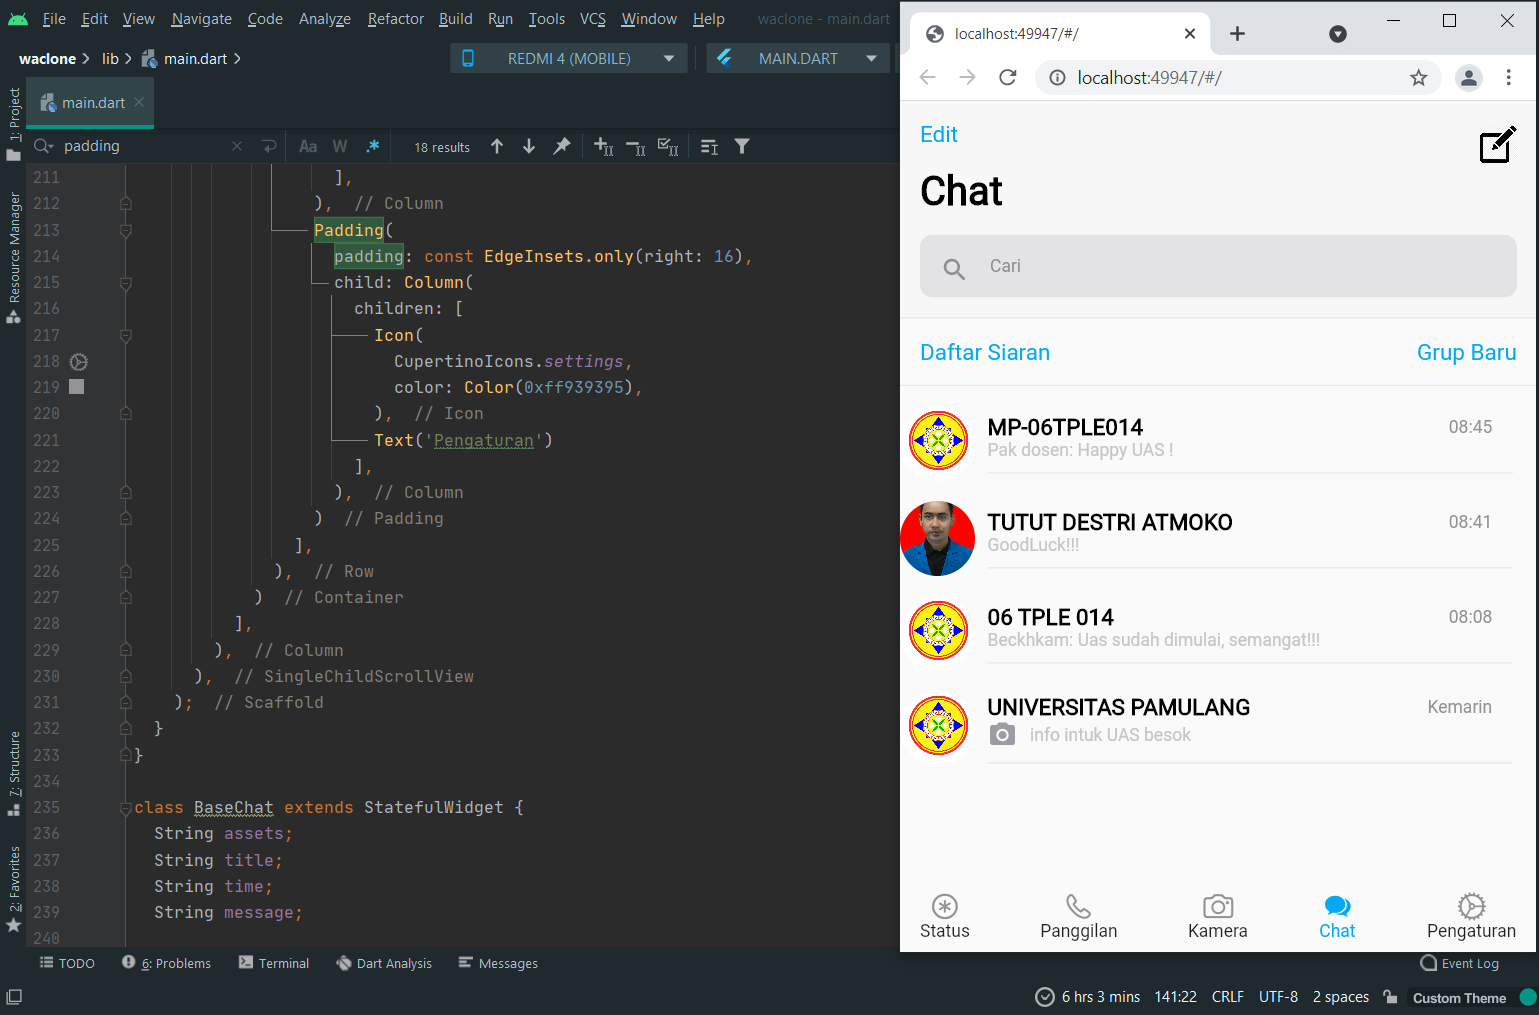 File Edit View Navigate Code Analyze Refactor Build Run Tools VCS Window Help waclone - main.dart
waclone lib main.dart
REDMI 4 (MOBILE) MAIN.DART
main.dart
padding Aa W .* 18 results
1: Project
Resource Manager
7: Structure
2: Favorites
211 ],
212 ), // Column
213 Padding(
214 padding: const EdgeInsets.only(right: 16),
215 child: Column(
216 children: [
217 Icon(
218 CupertinoIcons.settings,
219 color: Color(0xff939395),
220 ), // Icon
221 Text('Pengaturan')
222 ],
223 ), // Column
224 ) // Padding
225 ],
226 ), // Row
227 ) // Container
228 ],
229 ), // Column
230 ), // SingleChildScrollView
231 ); // Scaffold
232 }
233 }
234
235 class BaseChat extends StatefulWidget {
236 String assets;
237 String title;
238 String time;
239 String message;
240
TODO 6: Problems Terminal Dart Analysis Messages
Event Log
6 hrs 3 mins 141:22 CRLF UTF-8 2 spaces Custom Theme
localhost:49947/#/
localhost:49947/#/
Edit
Chat
Cari
Daftar Siaran Grup Baru
MP-06TPLE014 08:45
Pak dosen: Happy UAS !
TUTUT DESTRI ATMOKO 08:41
GoodLuck!!!
06 TPLE 014 08:08
Beckhkam: Uas sudah dimulai, semangat!!!
UNIVERSITAS PAMULANG Kemarin
info intuk UAS besok
Status Panggilan Kamera Chat Pengaturan